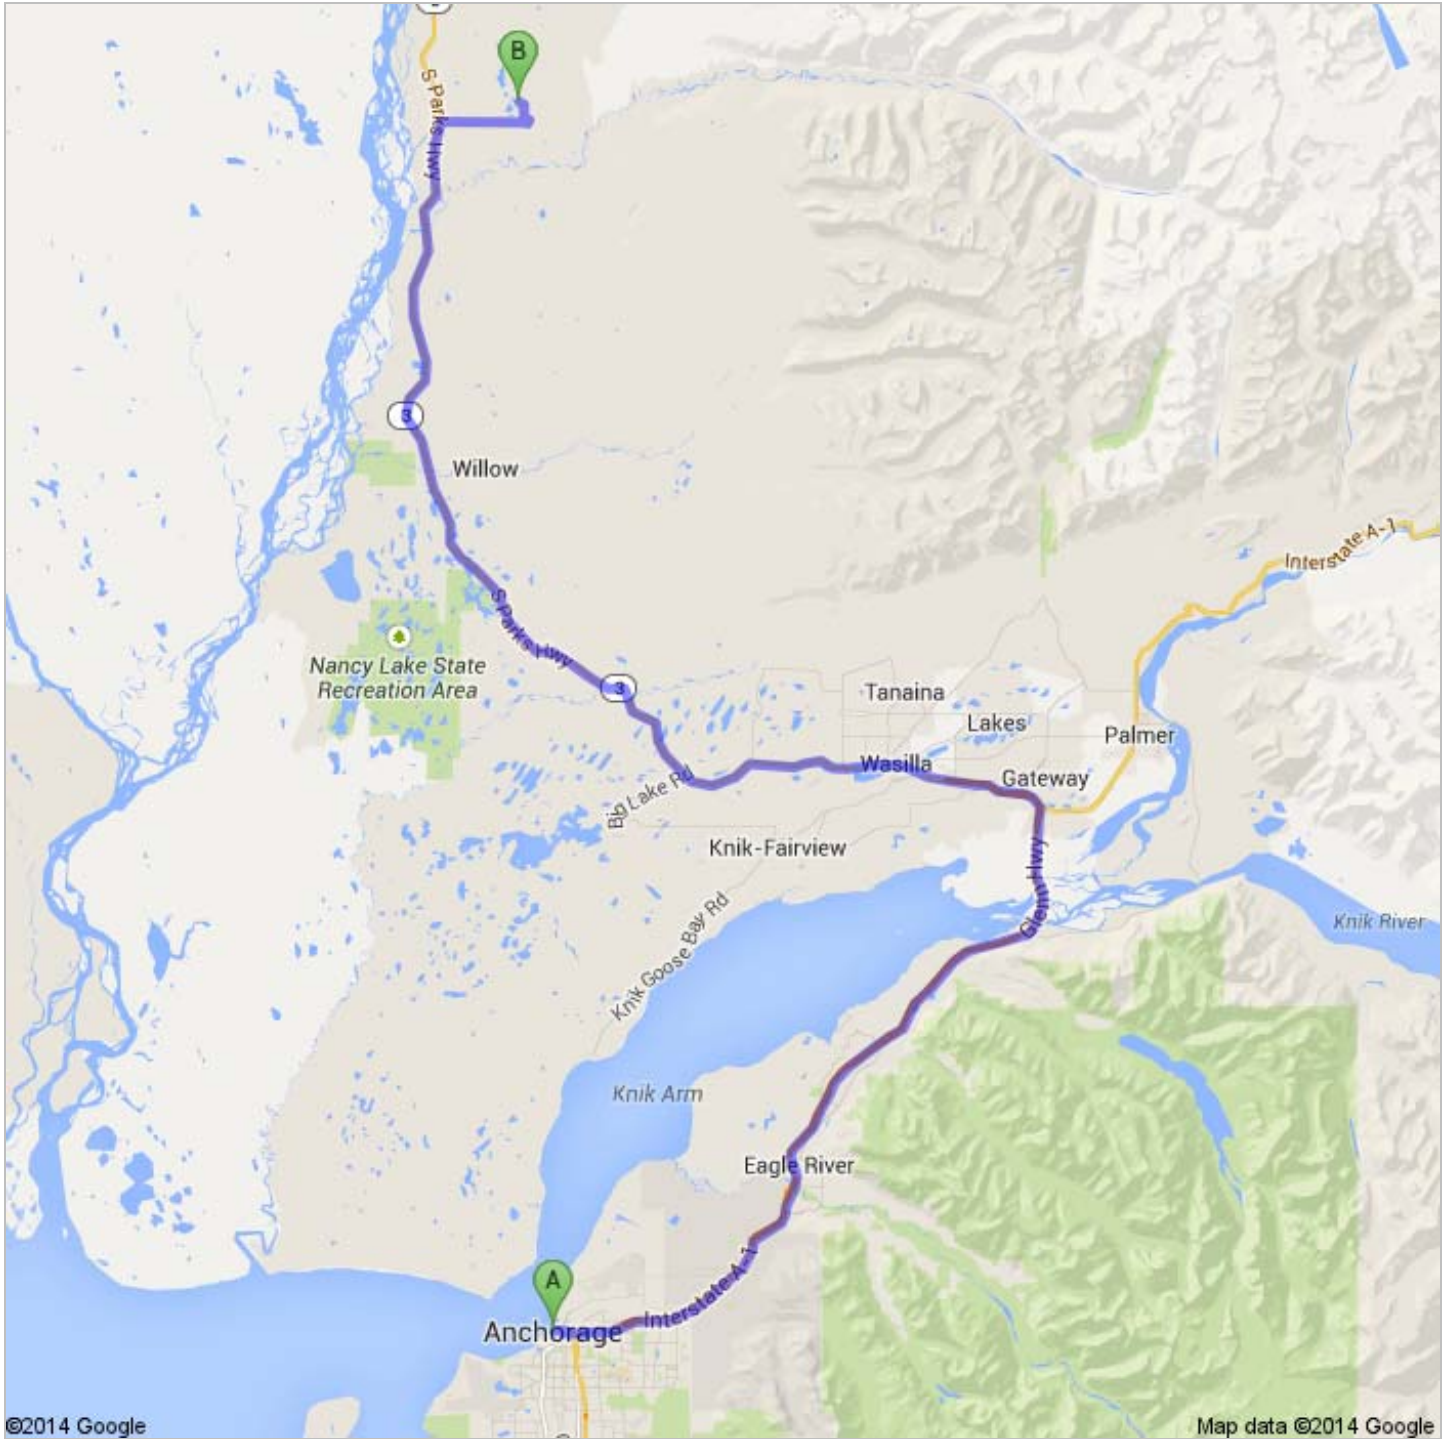 B
S Parks Hwy
3
Willow
Interstate A-1
S Parks Hwy
Nancy Lake State
Recreation Area
3
Tanaina
Lakes
Palmer
Wasilla
Gateway
Big Lake Rd
Knik-Fairview
Glenn Hwy
Knik River
Knik Goose Bay Rd
Knik Arm
Eagle River
Interstate A-1
A
Anchorage
©2014 Google
Map data ©2014 Google